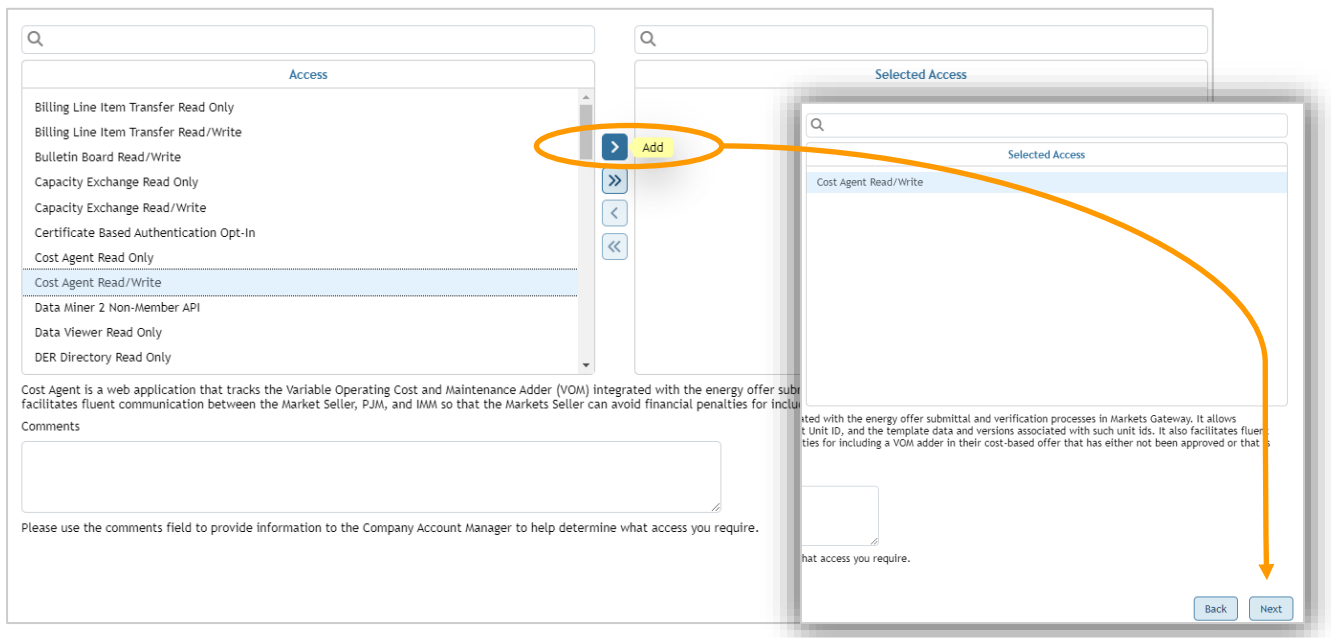 Access
Billing Line Item Transfer Read Only
Billing Line Item Transfer Read/Write
Bulletin Board Read/Write
Capacity Exchange Read Only
Capacity Exchange Read/Write
Certificate Based Authentication Opt-In
Cost Agent Read Only
Cost Agent Read/Write
Data Miner 2 Non-Member API
Data Viewer Read Only
DER Directory Read Only
Add
Selected Access
Cost Agent is a web application that tracks the Variable Operating Cost and Maintenance Adder (VOM) integrated with the energy offer
facilitates fluent communication between the Market Seller, PJM, and IMM so that the Markets Seller can avoid financial penalties for
Comments
Please use the comments field to provide information to the Company Account Manager to help determine what access you require.
Selected Access
Cost Agent Read/Write
with the energy offer submittal and verification processes in Markets Gateway. It allows
Unit ID, and the template data and versions associated with such unit ids. It also facilitates fluent
for including a VOM adder in their cost-based offer that has either not been approved or that is
access you require.
Back
Next